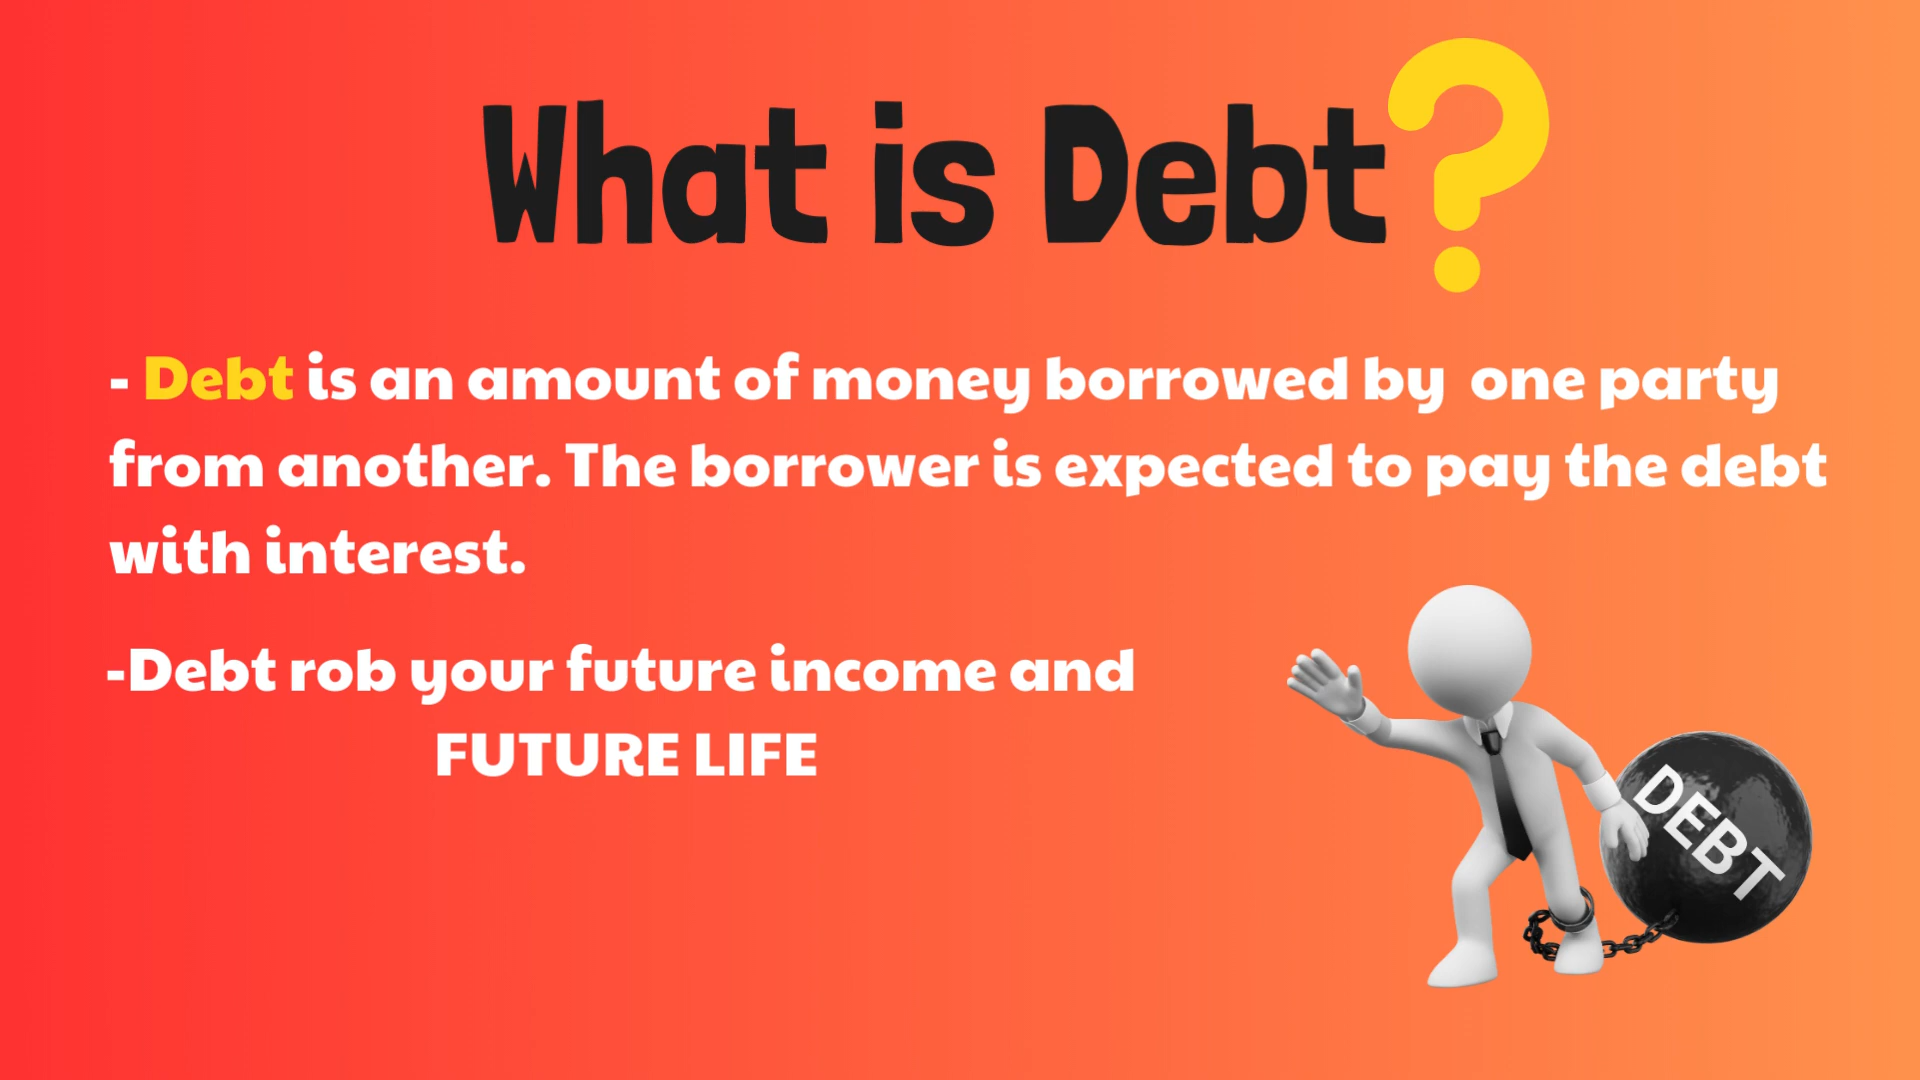 What is Debt?
- Debt is an amount of money borrowed by one party
from another. The borrower is expected to pay the debt
with interest.
-Debt rob your future income and
FUTURE LIFE
DEBT